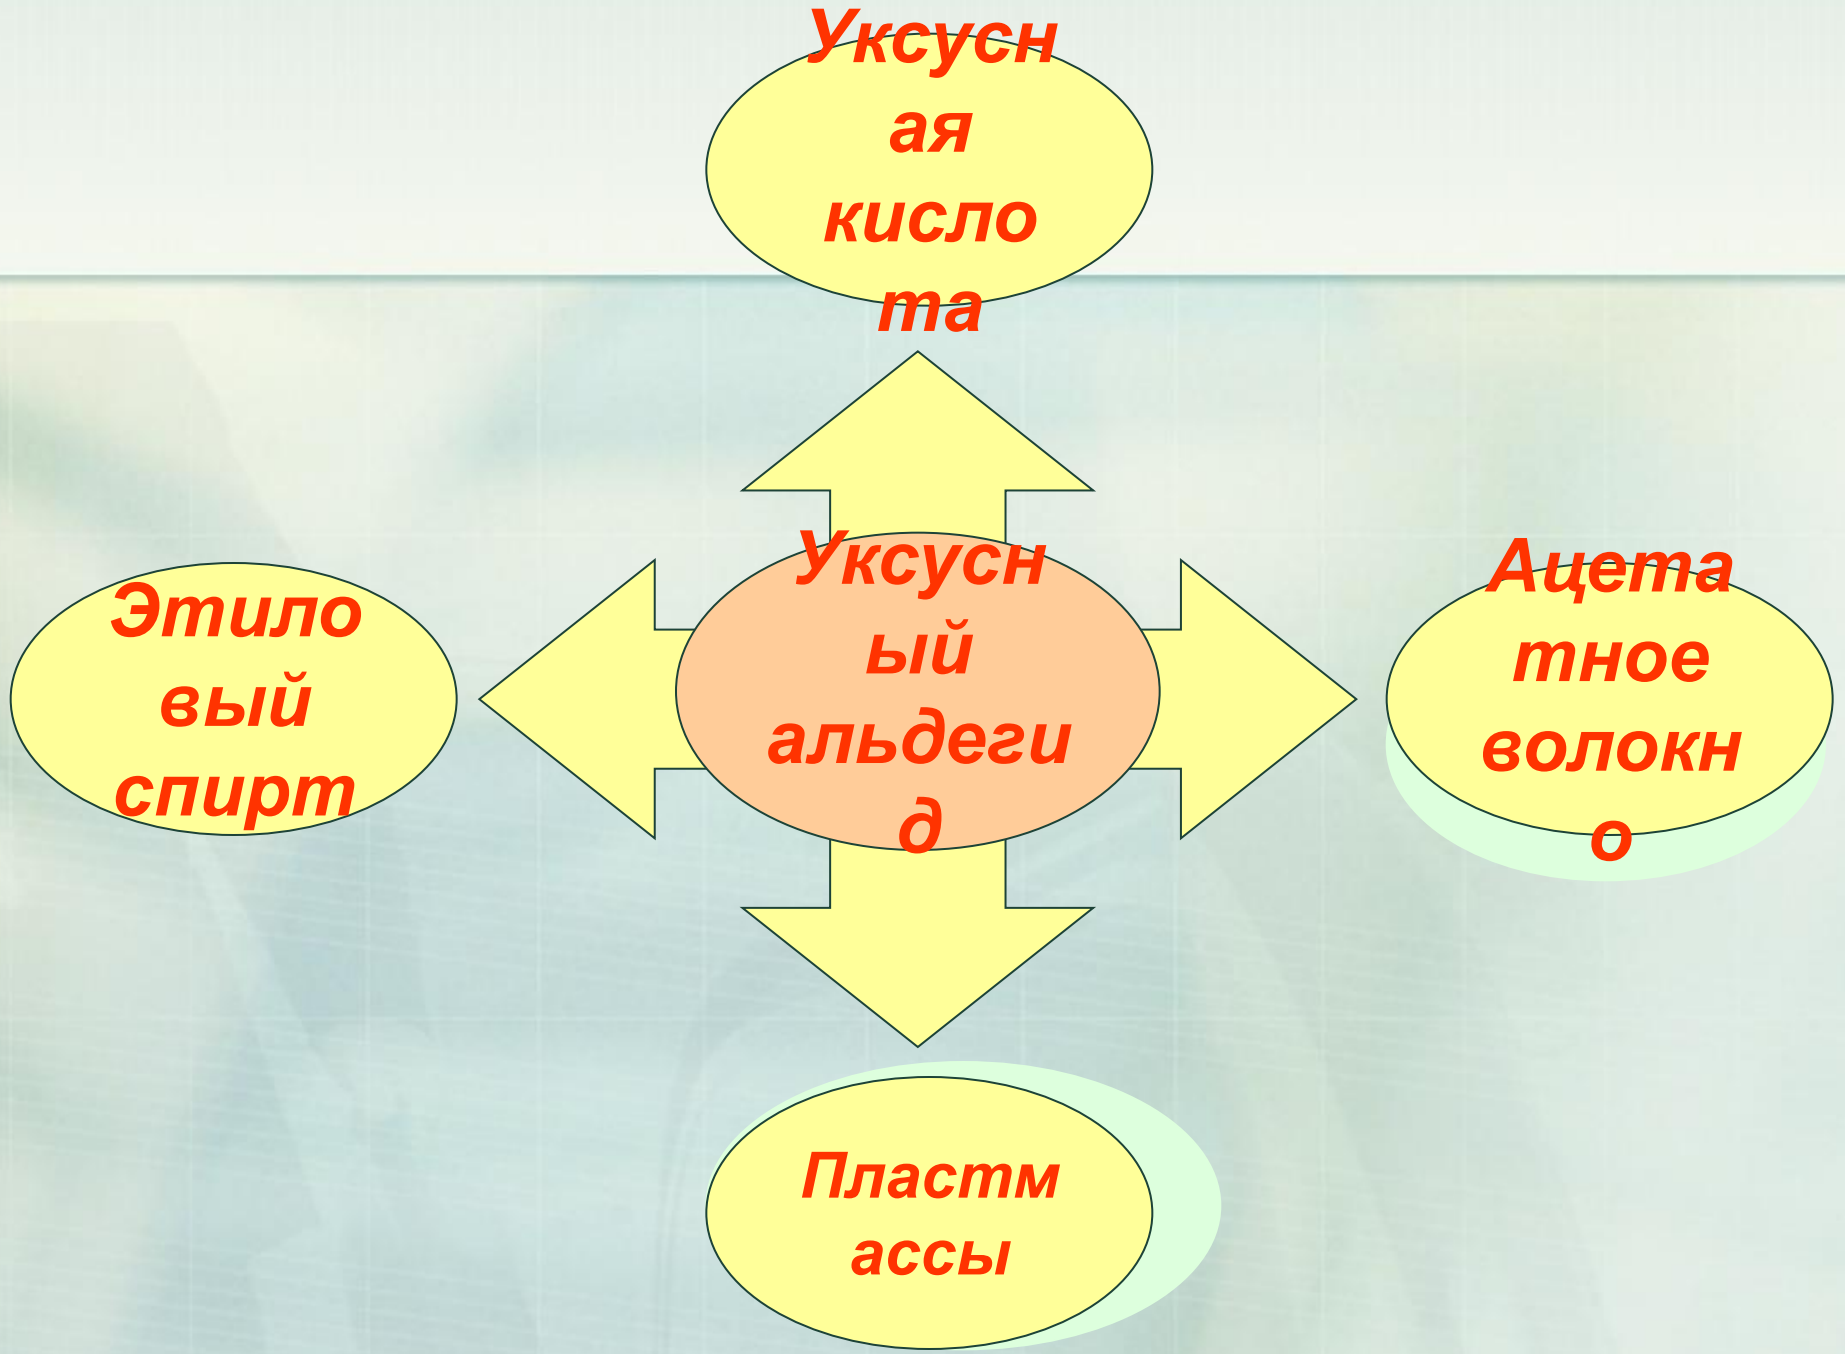 Уксусн
ая
кисло
та
Этило
вый
спирт
Уксусн
ый
альдеги
д
Ацета
тное
волокн
о
Пластм
ассы